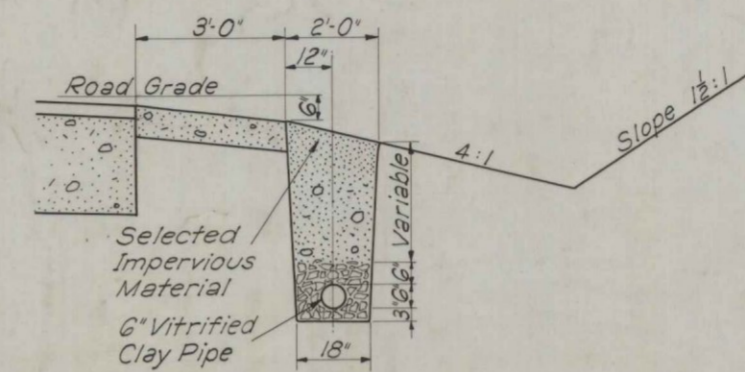 3'-0" 2'-0"
12"
Road Grade
6"
Slope 1½:1
4:1
Variable
Selected
Impervious
Material
6"
6"
3"
6" Vitrified
Clay Pipe
18"